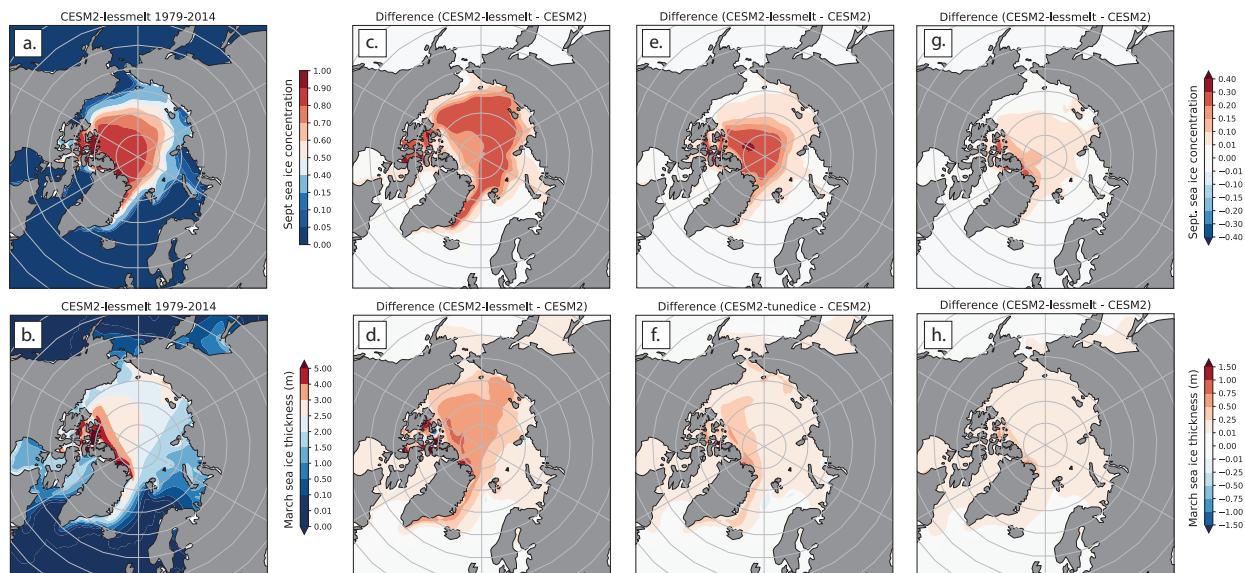 CESM2-lessmelt 1979-2014
Difference (CESM2-lessmelt - CESM2)
Difference (CESM2-lessmelt - CESM2)
Difference (CESM2-lessmelt - CESM2)
a.
c.
e.
g.
1.00
0.90
0.80
0.70
0.60
0.50
0.40
0.15
0.10
0.05
0.00
Sept sea ice concentration
0.40
0.30
0.20
0.15
0.10
0.01
0.00
−0.01
−0.10
−0.15
−0.20
−0.30
−0.40
Sept. sea ice concentration
CESM2-lessmelt 1979-2014
Difference (CESM2-lessmelt - CESM2)
Difference (CESM2-tunedice - CESM2)
Difference (CESM2-lessmelt - CESM2)
b.
d.
f.
h.
5.00
4.00
3.00
2.50
2.00
1.50
1.00
0.50
0.10
0.01
0.00
March sea ice thickness (m)
1.50
1.00
0.75
0.50
0.25
0.01
0.00
−0.01
−0.25
−0.50
−0.75
−1.00
−1.50
March sea ice thickness (m)